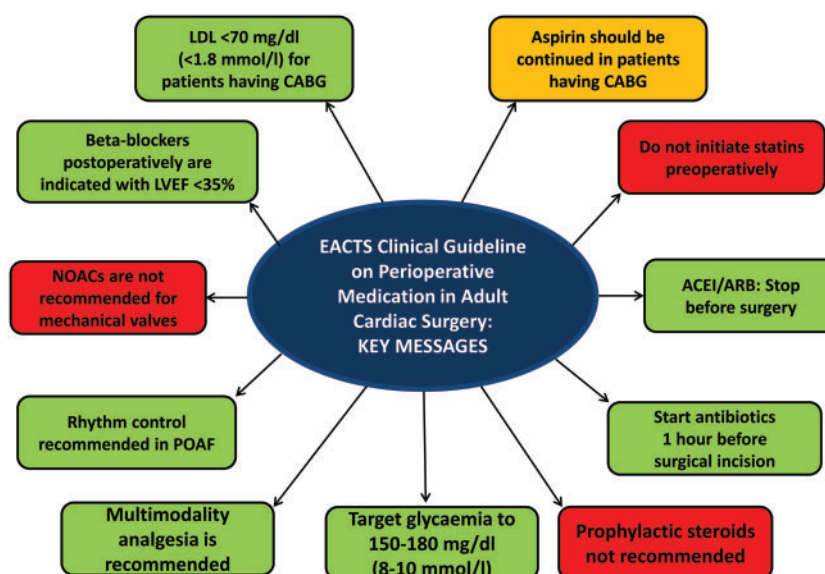 LDL <70 mg/dl
(<1.8 mmol/l) for
patients having CABG
Aspirin should be
continued in patients
having CABG
Beta-blockers
postoperatively are
indicated with LVEF <35%
Do not initiate statins
preoperatively
EACTS Clinical Guideline
on Perioperative
Medication in Adult
Cardiac Surgery:
KEY MESSAGES
NOACs are not
recommended for
mechanical valves
ACEI/ARB: Stop
before surgery
Rhythm control
recommended in POAF
Start antibiotics
1 hour before
surgical incision
Multimodality
analgesia is
recommended
Target glycaemia to
150-180 mg/dl
(8-10 mmol/l)
Prophylactic steroids
not recommended